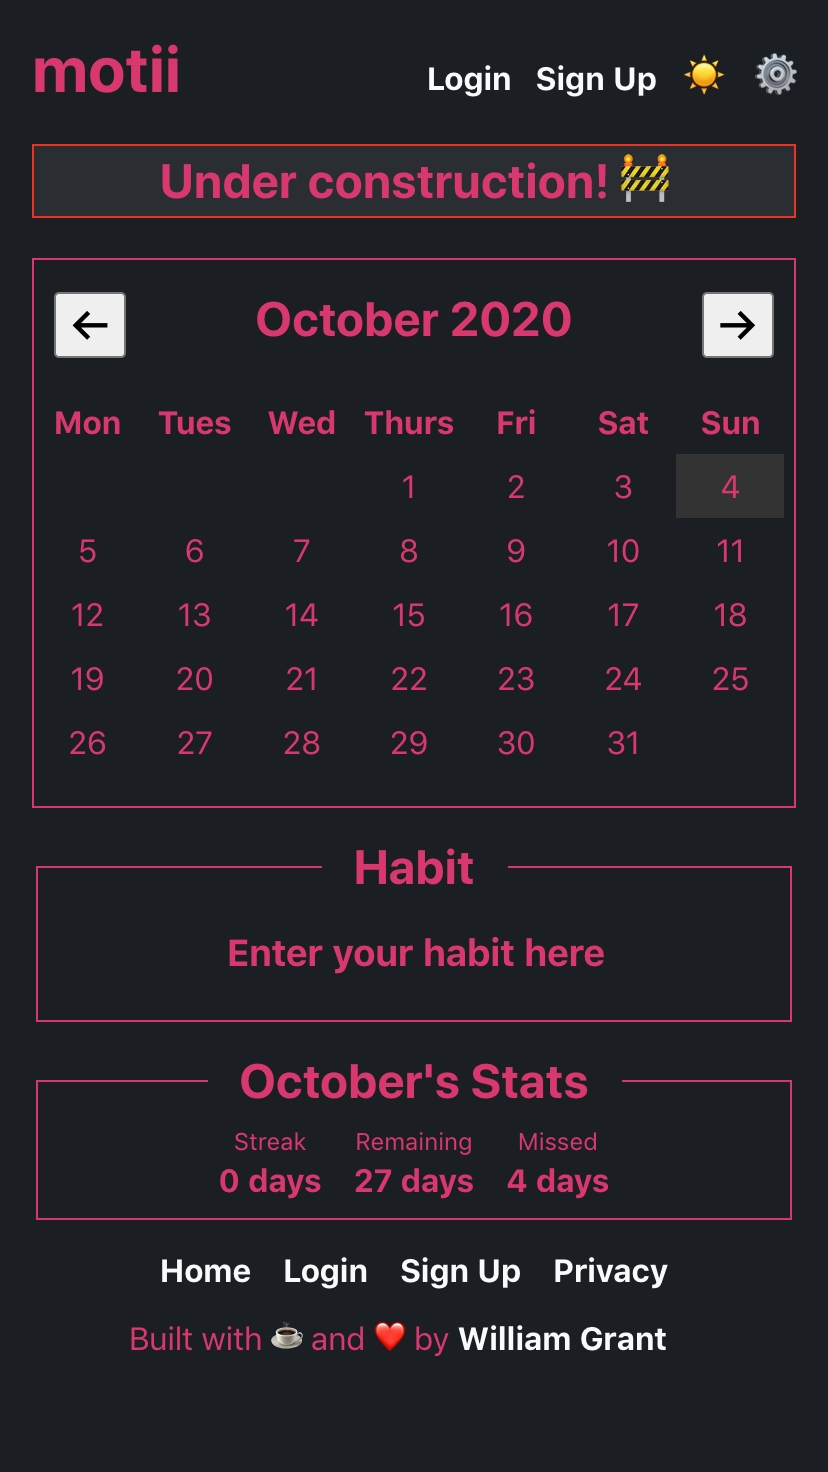 motii
Login Sign Up ☀️ ⚙️
Under construction! 🚧
← October 2020 →
Mon Tues Wed Thurs Fri Sat Sun
1 2 3 4
5 6 7 8 9 10 11
12 13 14 15 16 17 18
19 20 21 22 23 24 25
26 27 28 29 30 31
Habit
Enter your habit here
October's Stats
Streak Remaining Missed
0 days 27 days 4 days
Home Login Sign Up Privacy
Built with ☕ and ❤️ by William Grant